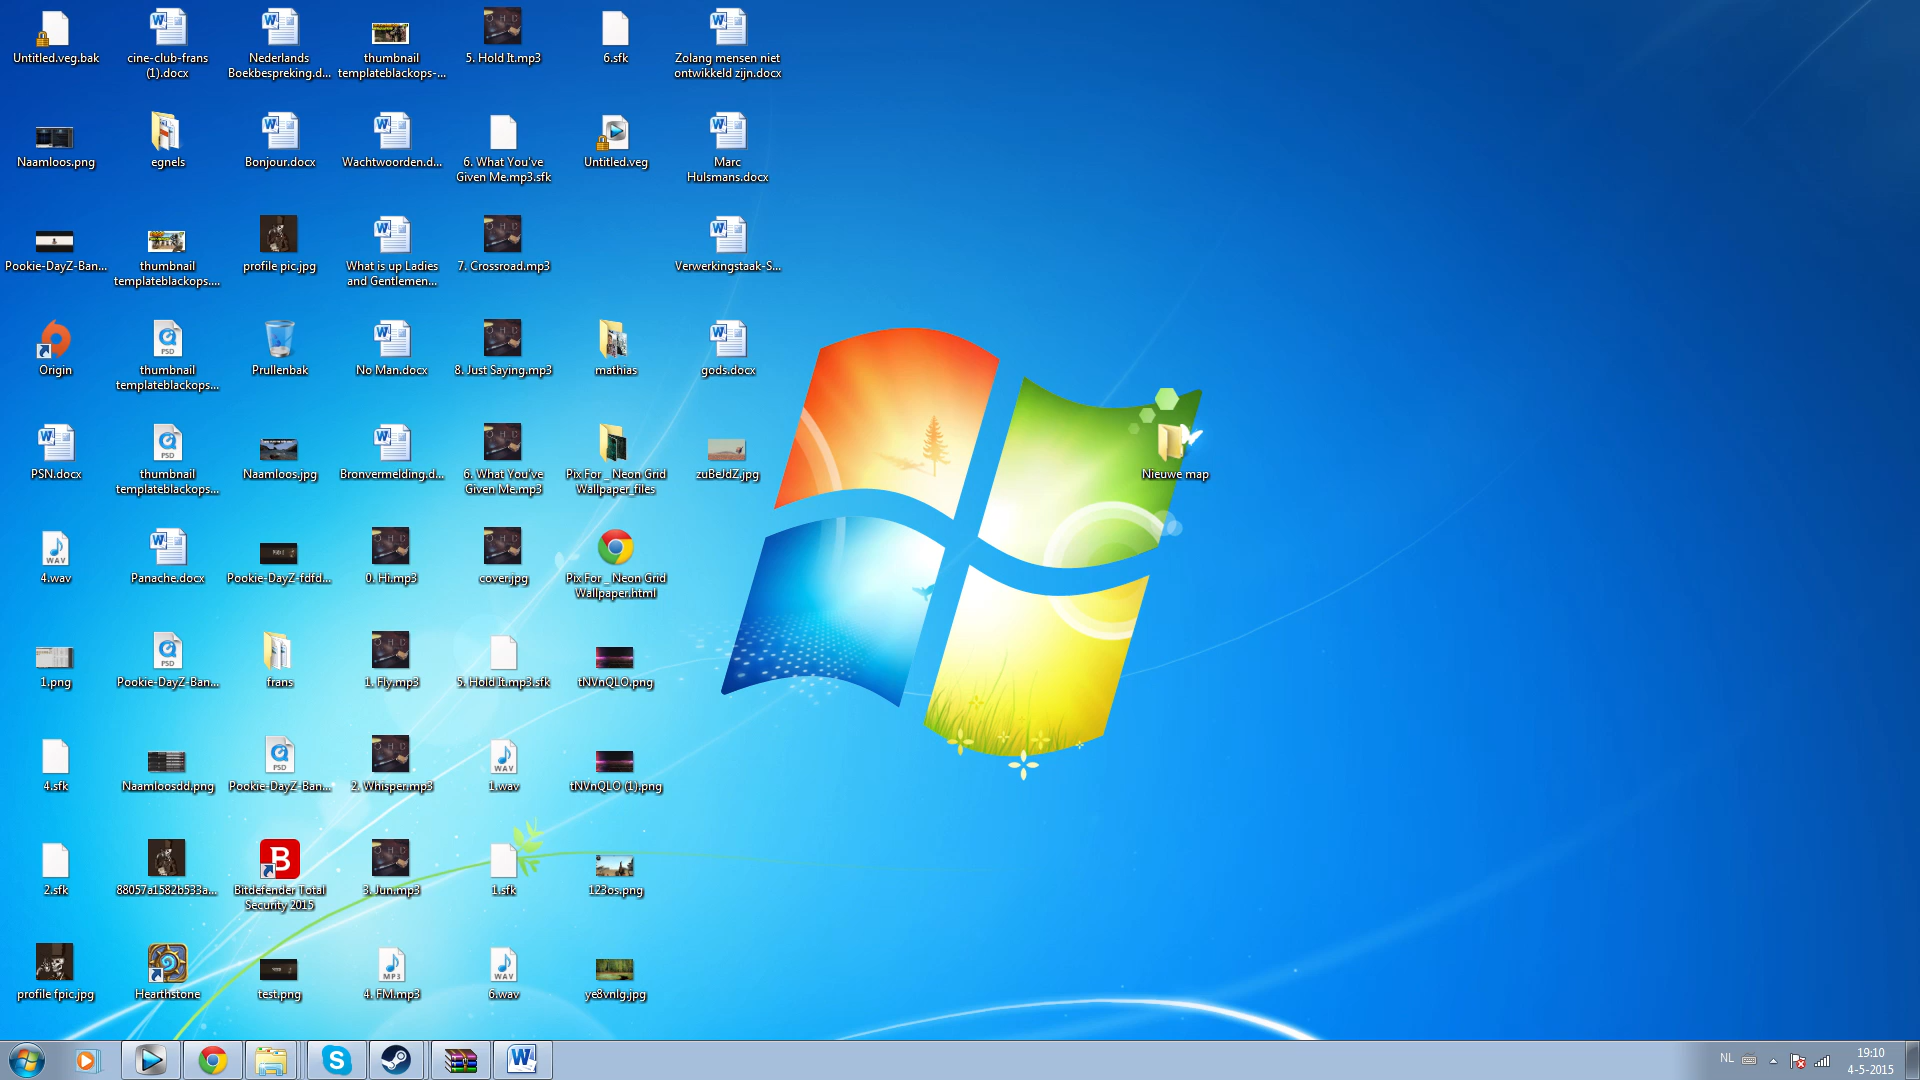 Untitled.veg.bak
cine-club-frans
(1).docx
Nederlands
Boekbespreking.d...
thumbnail
templateblackops-...
5. Hold It.mp3
6.sfk
Zolang mensen niet
ontwikkeld zijn.docx
Naamloos.png
egnels
Bonjour.docx
Wachtwoorden.d...
6. What You've
Given Me.mp3.sfk
Untitled.veg
Marc
Hulsmans.docx
Pookie-DayZ-Ban...
thumbnail
templateblackops....
profile pic.jpg
What is up Ladies
and Gentlemen...
7. Crossroad.mp3
Verwerkingstaak-S...
Origin
thumbnail
templateblackops...
Prullenbak
No Man.docx
8. Just Saying.mp3
mathias
gods.docx
PSN.docx
thumbnail
templateblackops...
Naamloos.jpg
Bronvermelding.d...
6. What You've
Given Me.mp3
Pix For _ Neon Grid
Wallpaper_files
zuBeJdZ.jpg
Nieuwe map
4.wav
Panache.docx
Pookie-DayZ-fdfd...
0. Hi.mp3
cover.jpg
Pix For _ Neon Grid
Wallpaper.html
1.png
Pookie-DayZ-Ban...
frans
1. Fly.mp3
5. Hold It.mp3.sfk
tNVnQLO.png
4.sfk
Naamloosdd.png
Pookie-DayZ-Ban...
2. Whisper.mp3
1.wav
tNVnQLO (1).png
2.sfk
88057a1582b533a...
Bitdefender Total
Security 2015
3. Jun.mp3
1.sfk
123os.png
profile fpic.jpg
Hearthstone
test.png
4. FM.mp3
6.wav
ye8vnlg.jpg
NL
19:10
4-5-2015